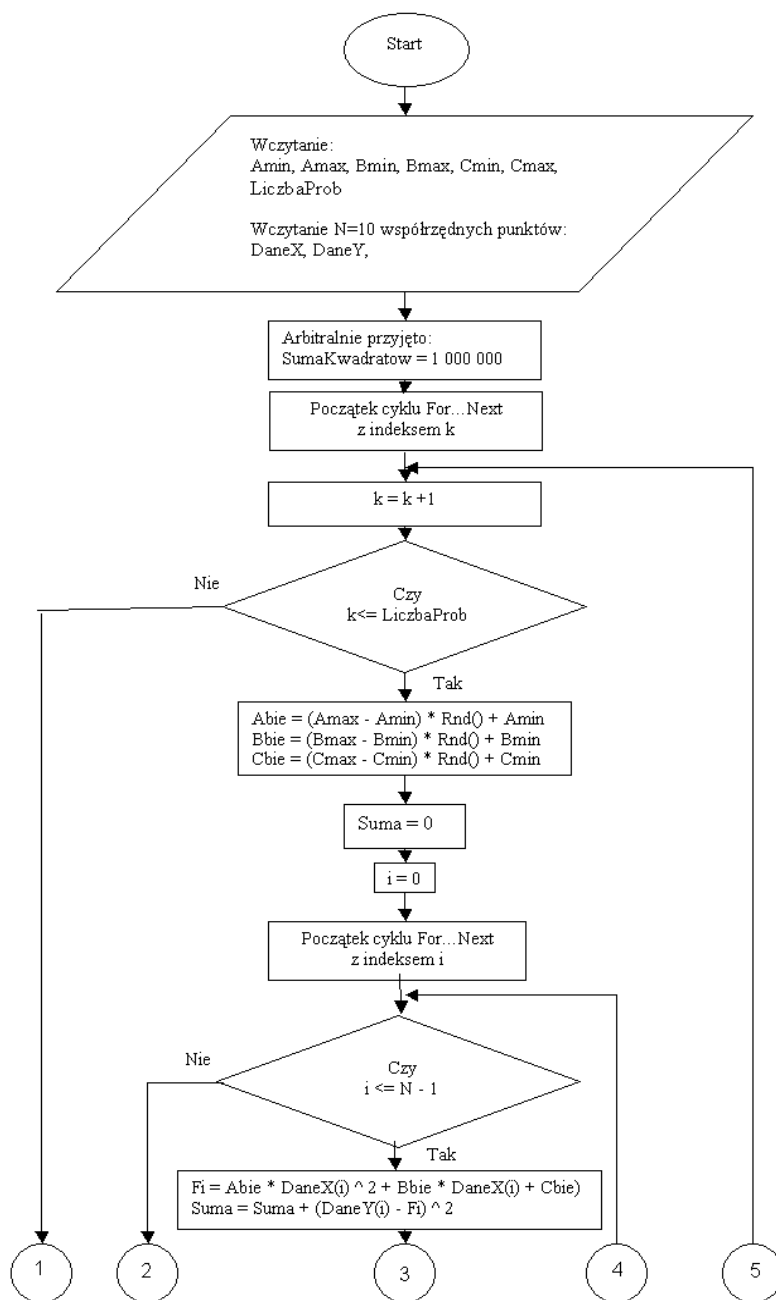 Start
Wczytanie:
Amin, Amax, Bmin, Bmax, Cmin, Cmax,
LiczbaProb
Wczytanie N=10 współrzędnych punktów:
DaneX, DaneY,
Arbitralnie przyjęto:
SumaKwadratow = 1 000 000
Początek cyklu For...Next
z indeksem k
k = k +1
Nie
Czy
k<= LiczbaProb
Tak
Abie = (Amax - Amin) * Rnd() + Amin
Bbie = (Bmax - Bmin) * Rnd() + Bmin
Cbie = (Cmax - Cmin) * Rnd() + Cmin
Suma = 0
i = 0
Początek cyklu For...Next
z indeksem i
Nie
Czy
i <= N - 1
Tak
Fi = Abie * DaneX(i) ^ 2 + Bbie * DaneX(i) + Cbie)
Suma = Suma + (DaneY(i) - Fi) ^ 2
1
2
3
4
5